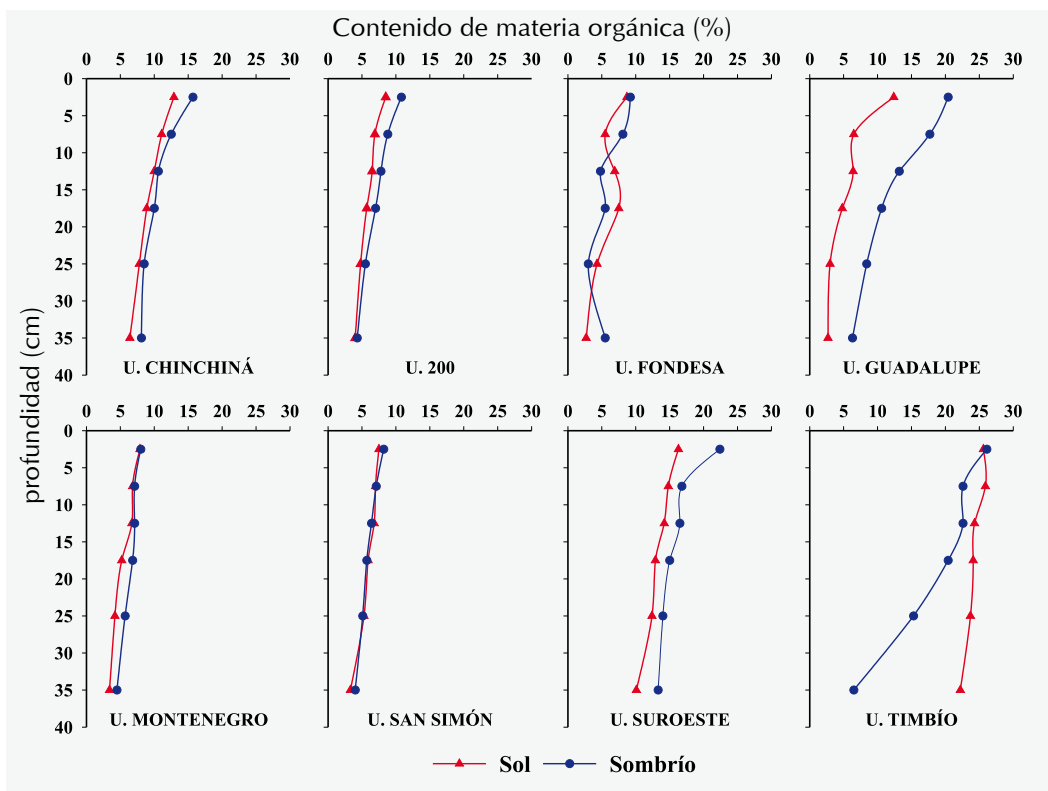 Contenido de materia orgánica (%)
0 5 10 15 20 25 30 0 5 10 15 20 25 30 0 5 10 15 20 25 30 0 5 10 15 20 25 30
0
5
10
15
20
25
30
35
40
U. CHINCHINÁ U. 200 U. FONDESA U. GUADALUPE
profundidad (cm)
0 5 10 15 20 25 30 0 5 10 15 20 25 30 0 5 10 15 20 25 30 0 5 10 15 20 25 30
0
5
10
15
20
25
30
35
40
U. MONTENEGRO U. SAN SIMÓN U. SUROESTE U. TIMBÍO
Sol Sombrío